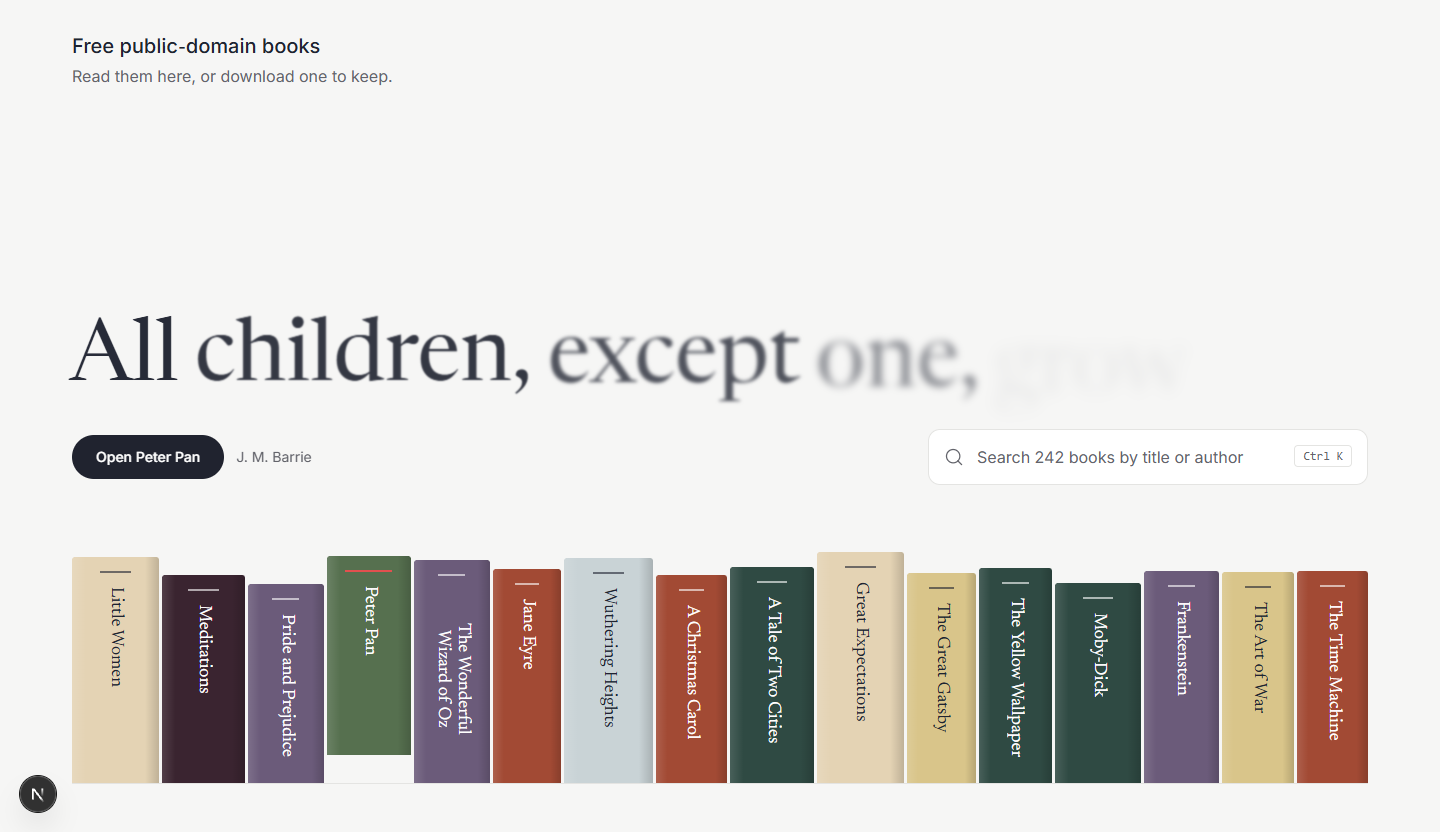 Free public-domain books
Read them here, or download one to keep.
All children, except one, grow
Open Peter Pan
J. M. Barrie
Search 242 books by title or author
Ctrl K
Little Women
Meditations
Pride and Prejudice
Peter Pan
The Wonderful
Wizard of Oz
Jane Eyre
Wuthering Heights
A Christmas Carol
A Tale of Two Cities
Great Expectations
The Great Gatsby
The Yellow Wallpaper
Moby-Dick
Frankenstein
The Art of War
The Time Machine
N